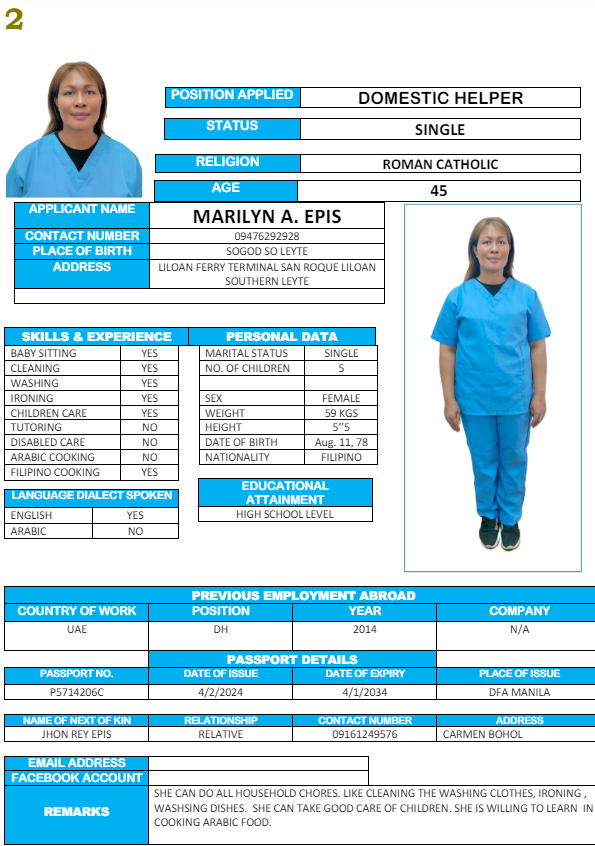 2
POSITION APPLIED DOMESTIC HELPER
STATUS SINGLE
RELIGION ROMAN CATHOLIC
AGE 45
APPLICANT NAME MARILYN A. EPIS
CONTACT NUMBER 09476292928
PLACE OF BIRTH SOGOD SO LEYTE
ADDRESS LILOAN FERRY TERMINAL SAN ROQUE LILOAN
SOUTHERN LEYTE
SKILLS & EXPERIENCE
BABY SITTING YES
CLEANING YES
WASHING YES
IRONING YES
CHILDREN CARE YES
TUTORING NO
DISABLED CARE NO
ARABIC COOKING NO
FILIPINO COOKING YES
LANGUAGE DIALECT SPOKEN
ENGLISH YES
ARABIC NO
PERSONAL DATA
MARITAL STATUS SINGLE
NO. OF CHILDREN 5
SEX FEMALE
WEIGHT 59 KGS
HEIGHT 5’’5
DATE OF BIRTH Aug. 11, 78
NATIONALITY FILIPINO
EDUCATIONAL
ATTAINMENT
HIGH SCHOOL LEVEL
PREVIOUS EMPLOYMENT ABROAD
COUNTRY OF WORK POSITION YEAR COMPANY
UAE DH 2014 N/A
PASSPORT DETAILS
PASSPORT NO. DATE OF ISSUE DATE OF EXPIRY PLACE OF ISSUE
P5714206C 4/2/2024 4/1/2034 DFA MANILA
NAME OF NEXT OF KIN RELATIONSHIP CONTACT NUMBER ADDRESS
JHON REY EPIS RELATIVE 09161249576 CARMEN BOHOL
EMAIL ADDRESS
FACEBOOK ACCOUNT
REMARKS
SHE CAN DO ALL HOUSEHOLD CHORES. LIKE CLEANING THE WASHING CLOTHES, IRONING ,
WASHSING DISHES. SHE CAN TAKE GOOD CARE OF CHILDREN. SHE IS WILLING TO LEARN IN
COOKING ARABIC FOOD.